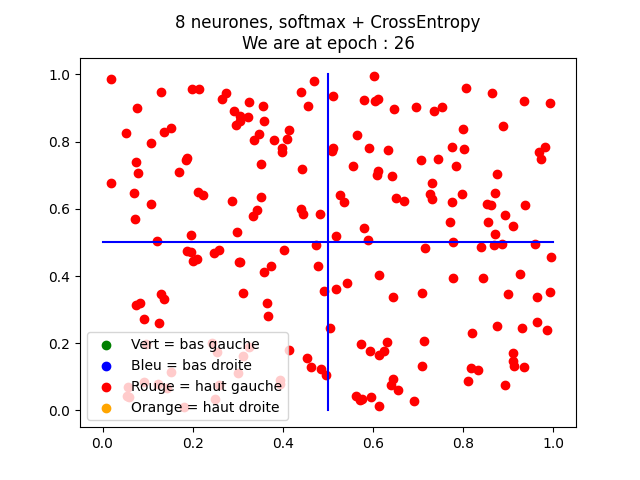 8 neurones, softmax + CrossEntropy
We are at epoch : 26
1.0
0.8
0.6
0.4
0.2
0.0
Vert = bas gauche
Bleu = bas droite
Rouge = haut gauche
Orange = haut droite
0.0 0.2 0.4 0.6 0.8 1.0